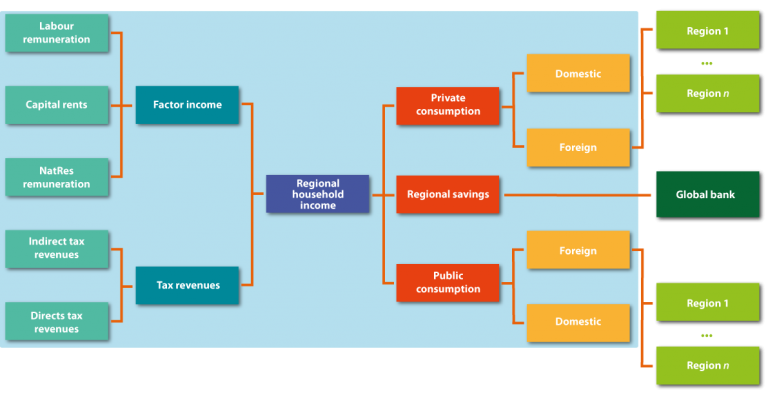 Labour
remuneration
Capital rents
NatRes
remuneration
Indirect tax
revenues
Directs tax
revenues
Factor income
Tax revenues
Regional
household
income
Private
consumption
Regional savings
Public
consumption
Domestic
Foreign
Foreign
Domestic
Region 1
...
Region n
Global bank
Region 1
...
Region n